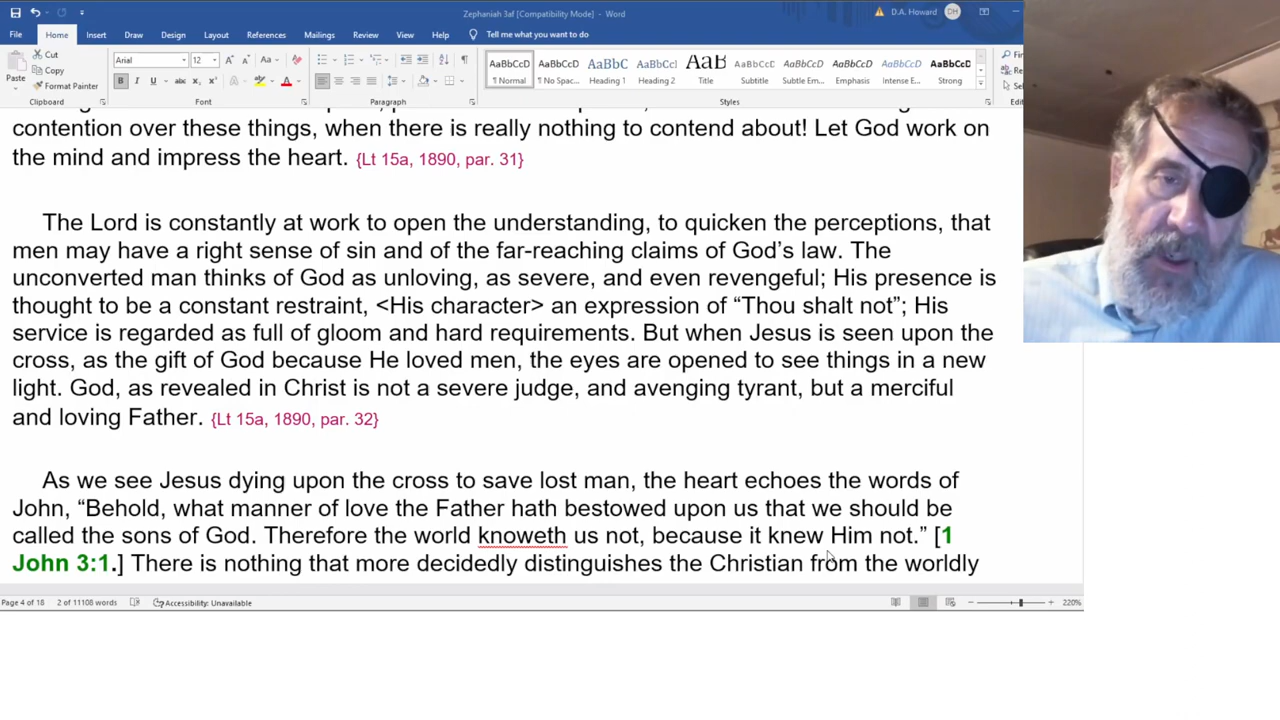 Zephaniah 3af [Compatibility Mode] - Word
D.A. Howard
DH
File
Home
Insert
Draw
Design
Layout
References
Mailings
Review
View
Help
Tell me what you want to do
Paste
Cut
Copy
Format Painter
Clipboard
Arial
12
Font
Paragraph
AaBbCcDd
¶ Normal
AaBbCcDd
¶ No Spac...
AaBbC
Heading 1
AaBbCcC
Heading 2
AaB
Title
AaBbCcD
Subtitle
AaBbCcDd
Subtle Em...
AaBbCcDd
Emphasis
AaBbCcDd
Intense E...
AaBbCcDd
Strong
Styles
contention over these things, when there is really nothing to contend about! Let God work on
the mind and impress the heart. {Lt 15a, 1890, par. 31}
The Lord is constantly at work to open the understanding, to quicken the perceptions, that
men may have a right sense of sin and of the far-reaching claims of God’s law. The
unconverted man thinks of God as unloving, as severe, and even revengeful; His presence is
thought to be a constant restraint, <His character> an expression of “Thou shalt not”; His
service is regarded as full of gloom and hard requirements. But when Jesus is seen upon the
cross, as the gift of God because He loved men, the eyes are opened to see things in a new
light. God, as revealed in Christ is not a severe judge, and avenging tyrant, but a merciful
and loving Father. {Lt 15a, 1890, par. 32}
As we see Jesus dying upon the cross to save lost man, the heart echoes the words of
John, “Behold, what manner of love the Father hath bestowed upon us that we should be
called the sons of God. Therefore the world knoweth us not, because it knew Him not.” [1
John 3:1.] There is nothing that more decidedly distinguishes the Christian from the worldly
Page 4 of 18
2 of 11108 words
Accessibility: Unavailable
220%